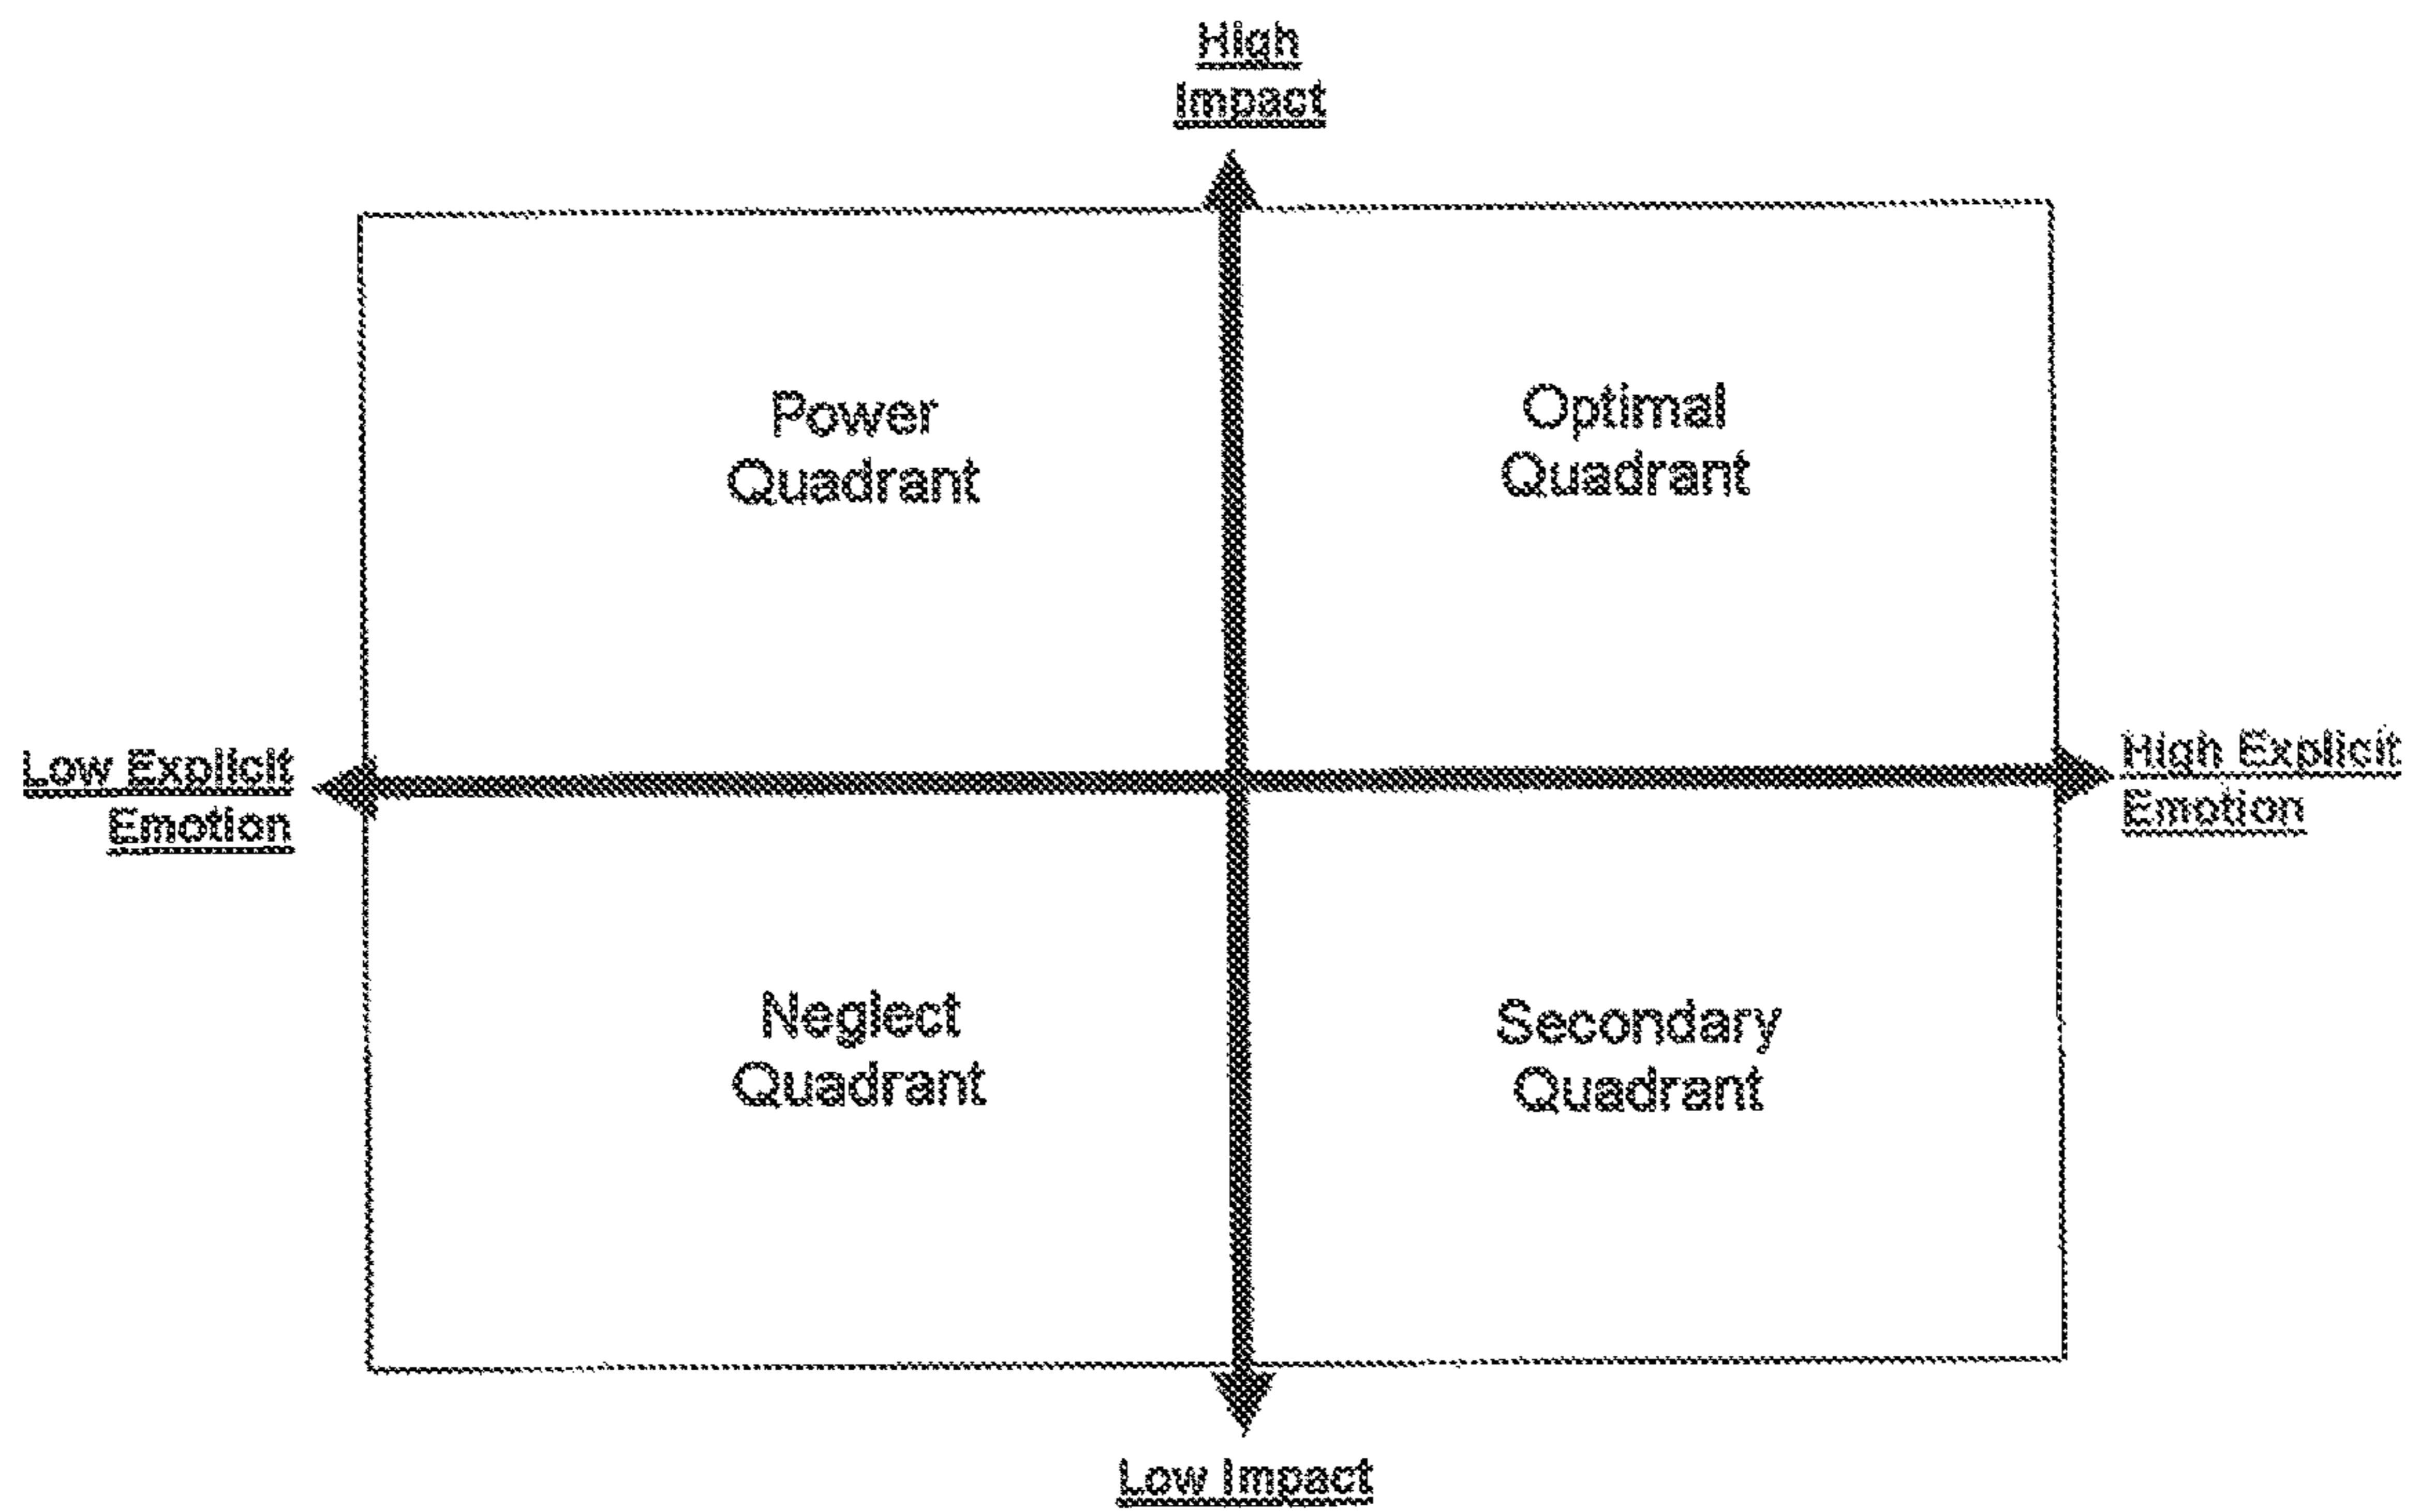 High
Impact
Power
Quadrant
Optimal
Quadrant
Low Explicit
Emotion
High Explicit
Emotion
Neglect
Quadrant
Secondary
Quadrant
Low Impact